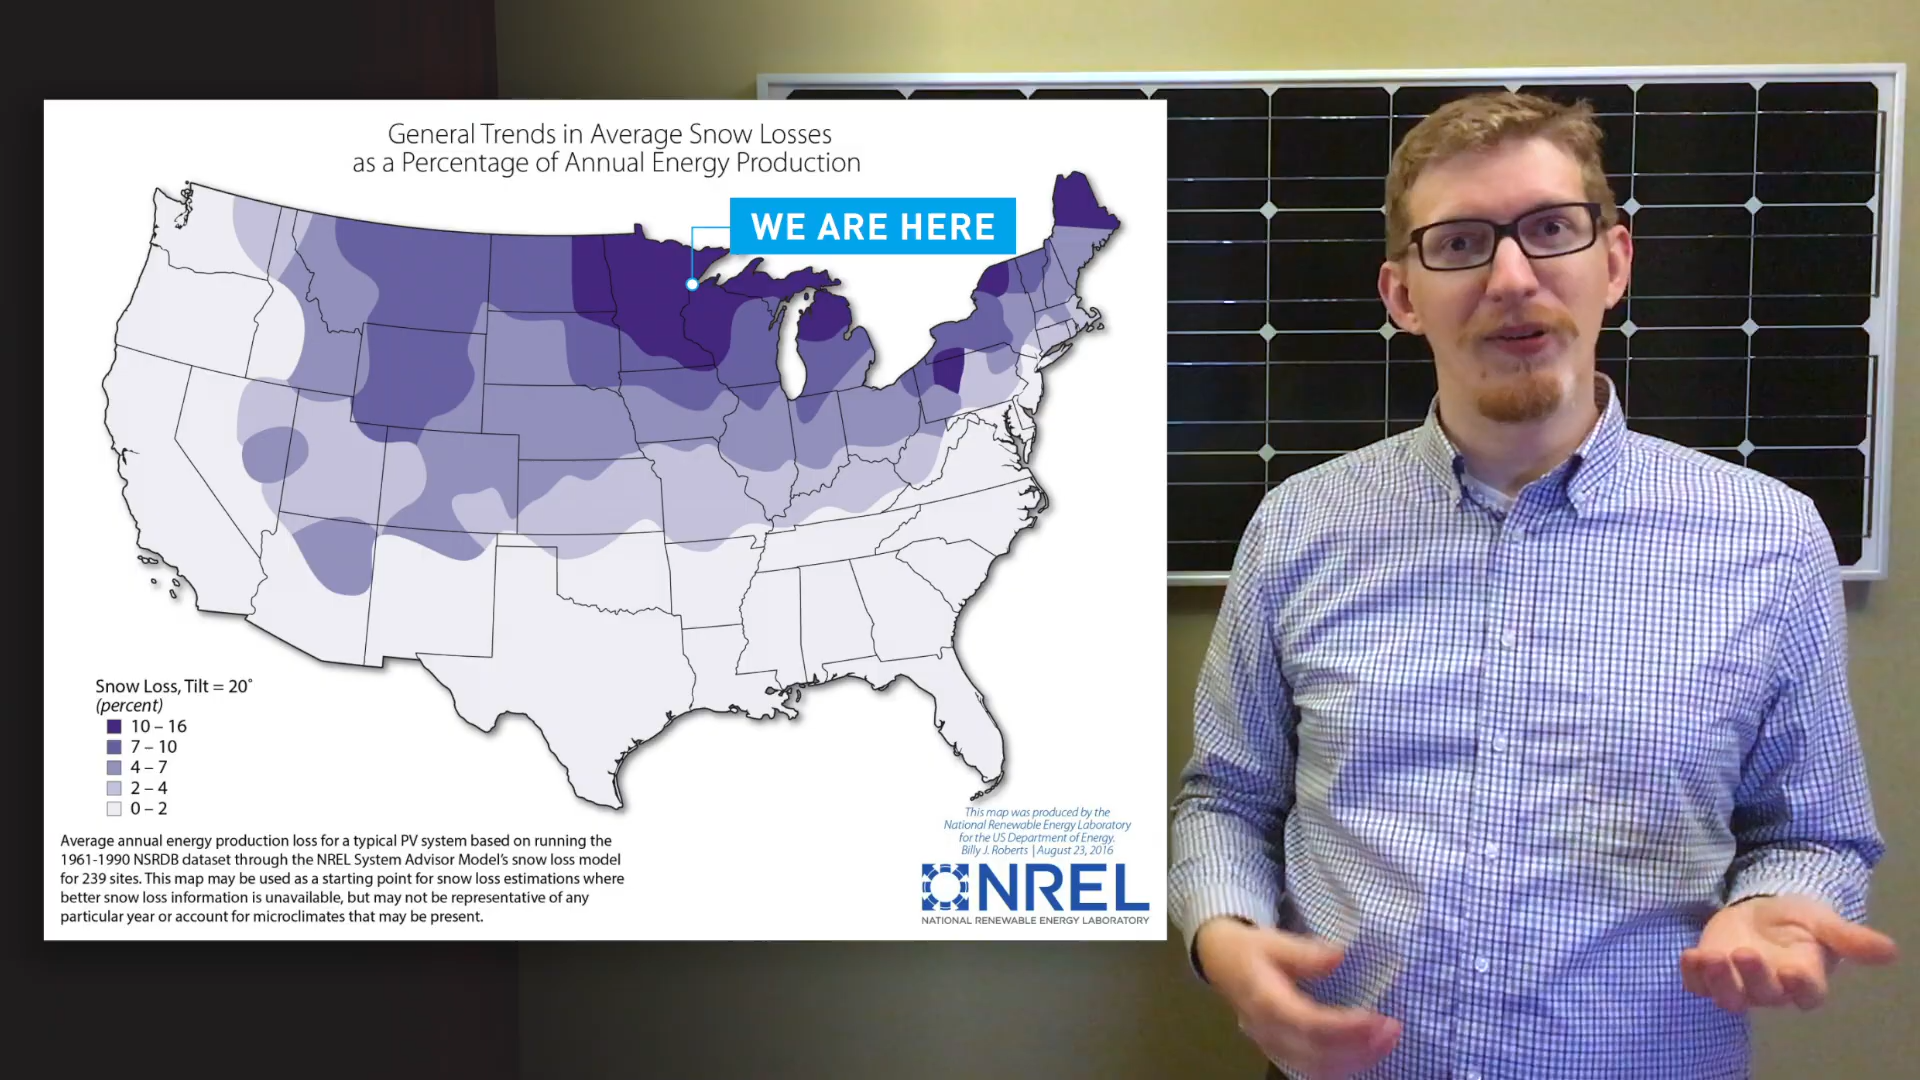 General Trends in Average Snow Losses
as a Percentage of Annual Energy Production
WE ARE HERE
Snow Loss, Tilt = 20°
(percent)
10 – 16
7 – 10
4 – 7
2 – 4
0 – 2
Average annual energy production loss for a typical PV system based on running the
1961-1990 NSRDB dataset through the NREL System Advisor Model's snow loss model
for 239 sites. This map may be used as a starting point for snow loss estimations where
better snow loss information is unavailable, but may not be representative of any
particular year or account for microclimates that may be present.
This map was produced by the
National Renewable Energy Laboratory
for the US Department of Energy.
Billy J. Roberts | August 23, 2016
NREL
NATIONAL RENEWABLE ENERGY LABORATORY